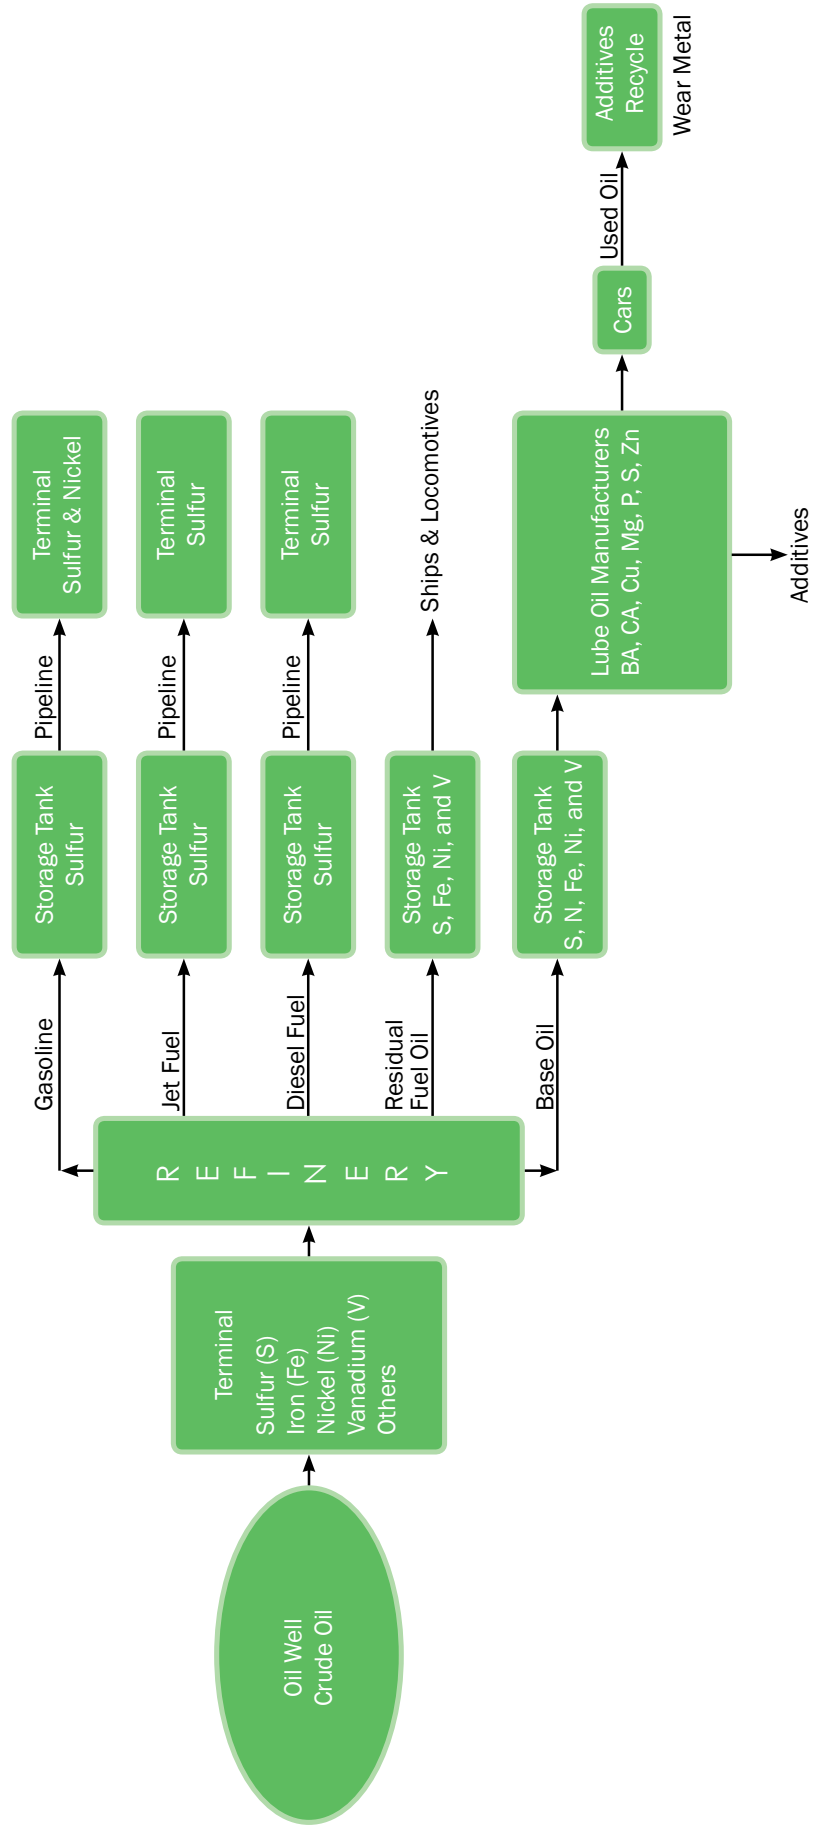 Oil Well
Crude Oil
Terminal
Sulfur (S)
Iron (Fe)
Nickel (Ni)
Vanadium (V)
Others
R
E
F
I
N
E
R
Y
Gasoline
Storage Tank
Sulfur
Pipeline
Terminal
Sulfur & Nickel
Jet Fuel
Storage Tank
Sulfur
Pipeline
Terminal
Sulfur
Diesel Fuel
Storage Tank
Sulfur
Pipeline
Terminal
Sulfur
Residual
Fuel Oil
Storage Tank
S, Fe, Ni, and V
Ships & Locomotives
Base Oil
Storage Tank
S, N, Fe, Ni, and V
Lube Oil Manufacturers
BA, CA, Cu, Mg, P, S, Zn
Additives
Cars
Used Oil
Additives
Recycle
Wear Metal